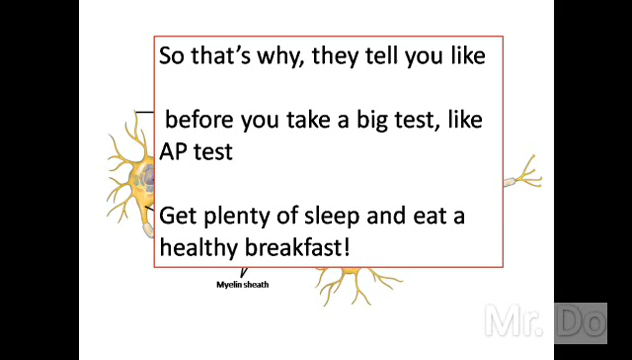 So that's why, they tell you like
before you take a big test, like
AP test
Get plenty of sleep and eat a
healthy breakfast!
Myelin sheath
Mr. Do